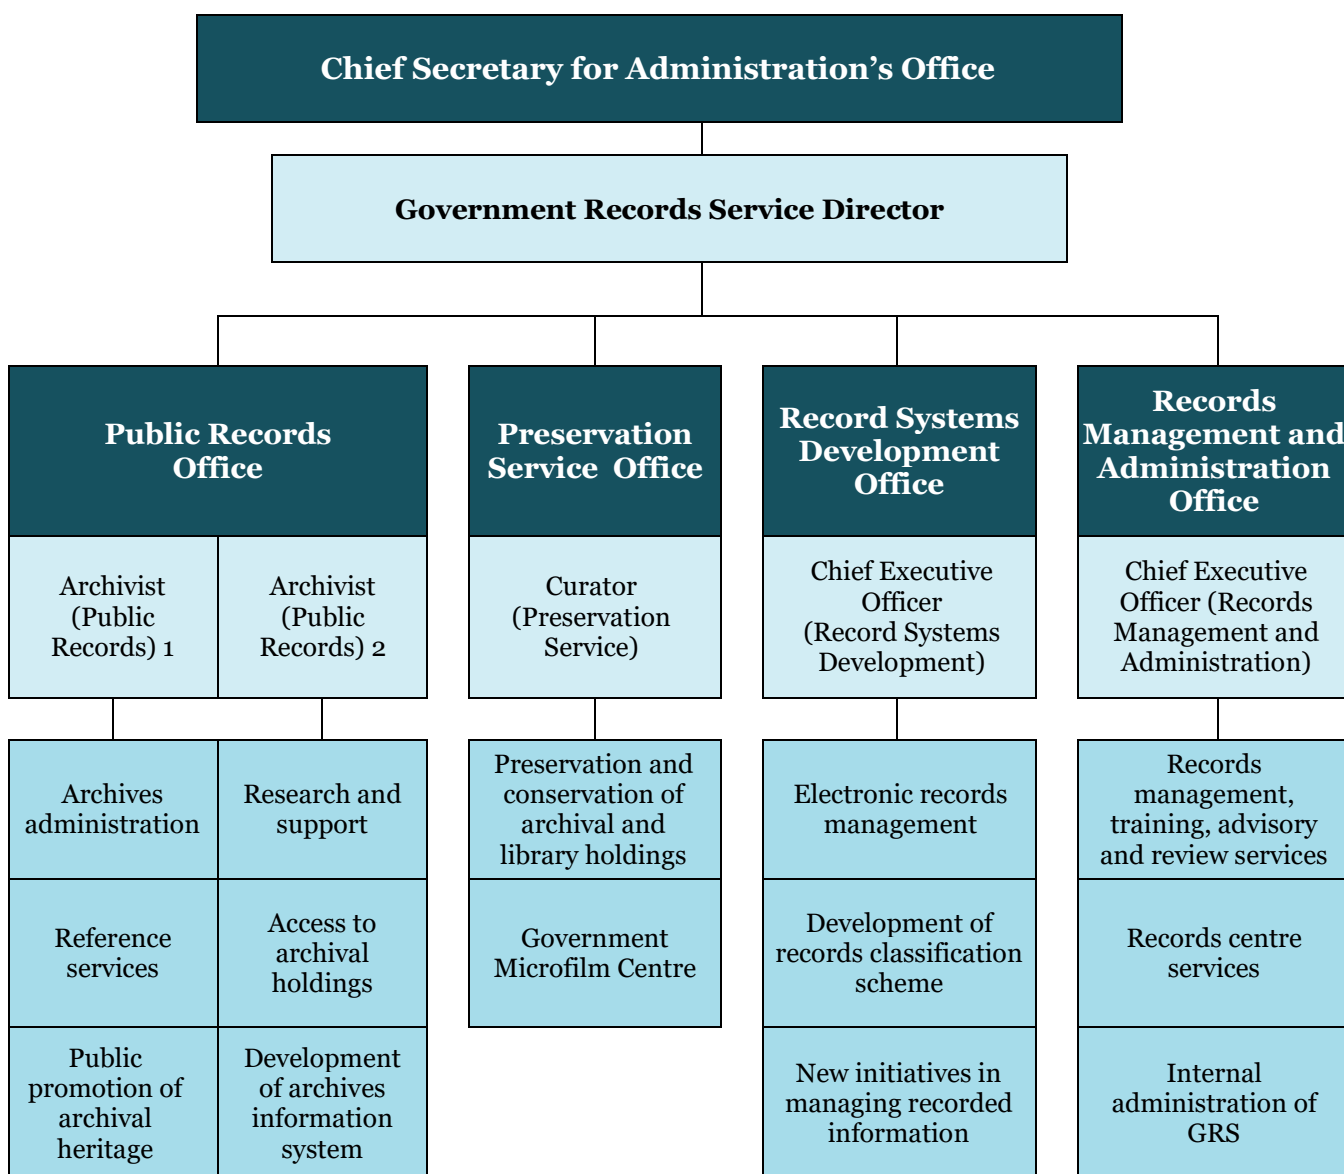 Chief Secretary for Administration’s Office
Government Records Service Director
Public Records
Office
Preservation
Service Office
Record Systems
Development
Office
Records
Management and
Administration
Office
Archivist
(Public
Records) 1
Archivist
(Public
Records) 2
Curator
(Preservation
Service)
Chief Executive
Officer
(Record Systems
Development)
Chief Executive
Officer (Records
Management and
Administration)
Archives
administration
Research and
support
Preservation and
conservation of
archival and
library holdings
Electronic records
management
Records
management,
training, advisory
and review services
Reference
services
Access to
archival
holdings
Government
Microfilm Centre
Development of
records classification
scheme
Records centre
services
Public
promotion of
archival
heritage
Development
of archives
information
system
New initiatives in
managing recorded
information
Internal
administration of
GRS